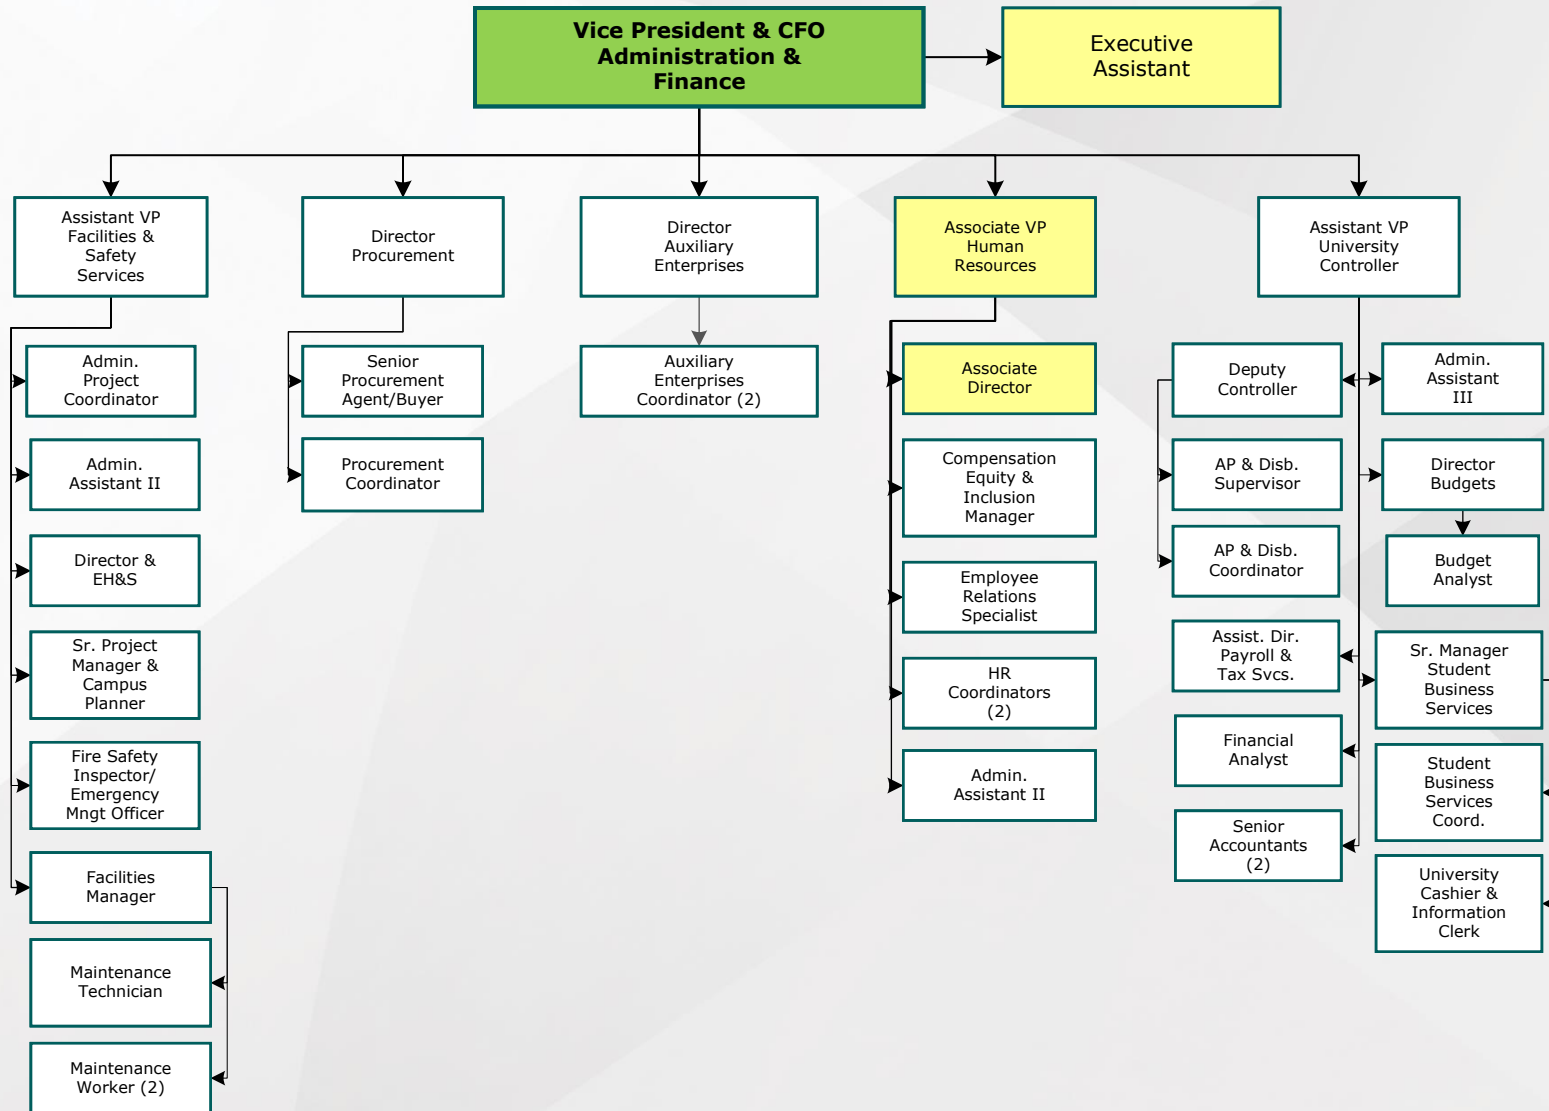 Vice President & CFO
Administration &
Finance
Executive
Assistant
Assistant VP
Facilities &
Safety
Services
Director
Procurement
Director
Auxiliary
Enterprises
Associate VP
Human
Resources
Assistant VP
University
Controller
Admin.
Project
Coordinator
Senior
Procurement
Agent/Buyer
Auxiliary
Enterprises
Coordinator (2)
Associate
Director
Deputy
Controller
Admin.
Assistant
III
Admin.
Assistant II
Procurement
Coordinator
Compensation
Equity &
Inclusion
Manager
AP & Disb.
Supervisor
Director
Budgets
Director &
EH&S
Employee
Relations
Specialist
AP & Disb.
Coordinator
Budget
Analyst
Sr. Project
Manager &
Campus
Planner
HR
Coordinators
(2)
Assist. Dir.
Payroll &
Tax Svcs.
Sr. Manager
Student
Business
Services
Fire Safety
Inspector/
Emergency
Mngt Officer
Admin.
Assistant II
Financial
Analyst
Student
Business
Services
Coord.
Facilities
Manager
Senior
Accountants
(2)
University
Cashier &
Information
Clerk
Maintenance
Technician
Maintenance
Worker (2)